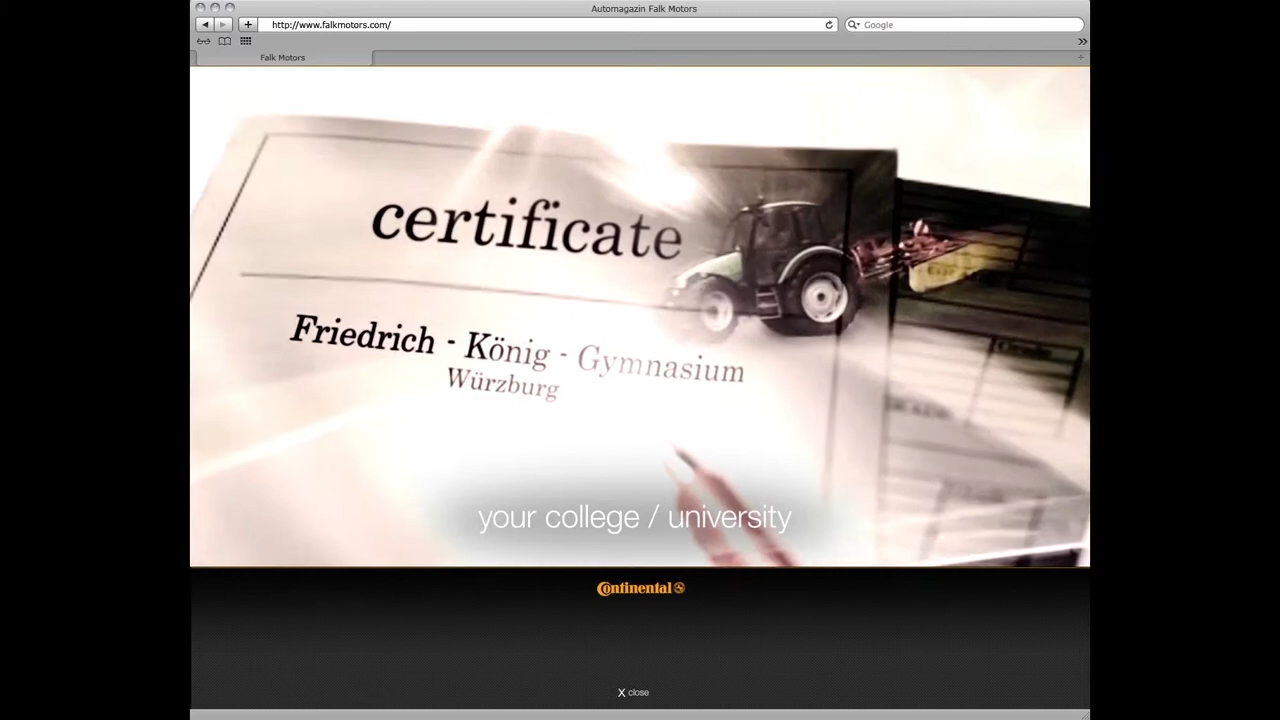 Automagazin Falk Motors
http://www.falkmotors.com/
Google
Falk Motors
certificate
Friedrich - König - Gymnasium
Würzburg
Grade
your college / university
Continental
X close